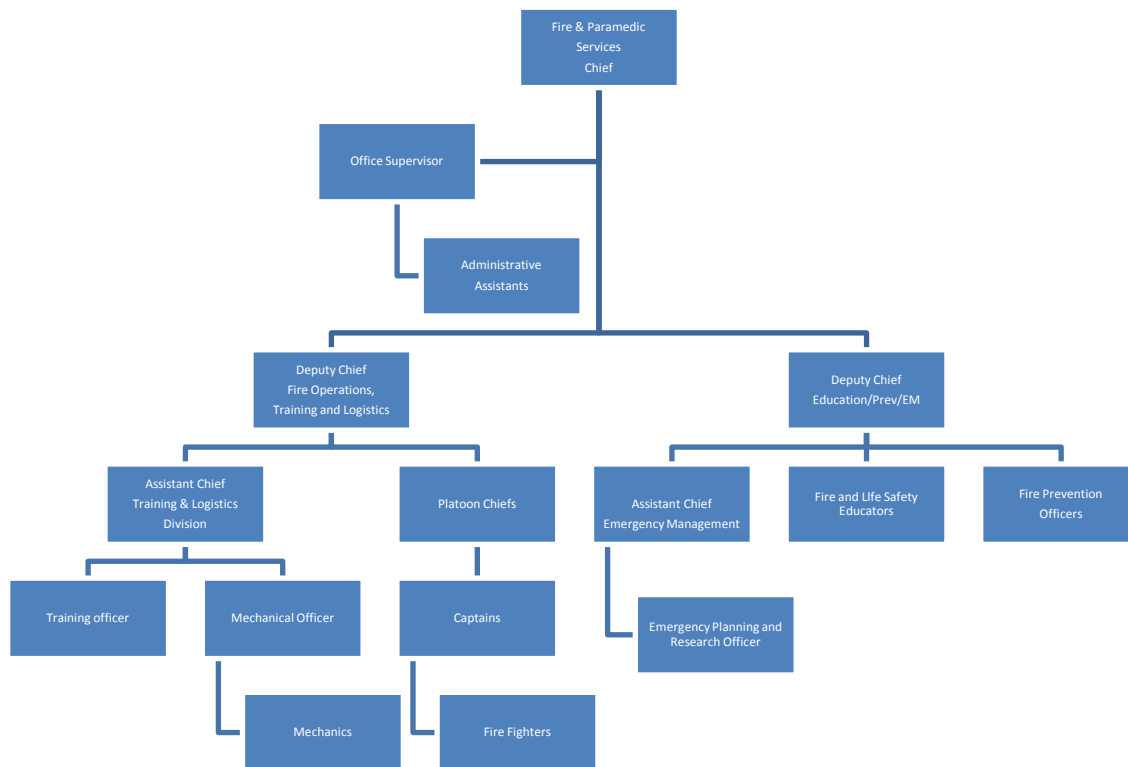 Fire & Paramedic
Services
Chief
Office Supervisor
Administrative
Assistants
Deputy Chief
Fire Operations,
Training and Logistics
Deputy Chief
Education/Prev/EM
Assistant Chief
Training & Logistics
Division
Platoon Chiefs
Assistant Chief
Emergency Management
Fire and LIfe Safety
Educators
Fire Prevention
Officers
Training officer
Mechanical Officer
Captains
Emergency Planning and
Research Officer
Mechanics
Fire Fighters